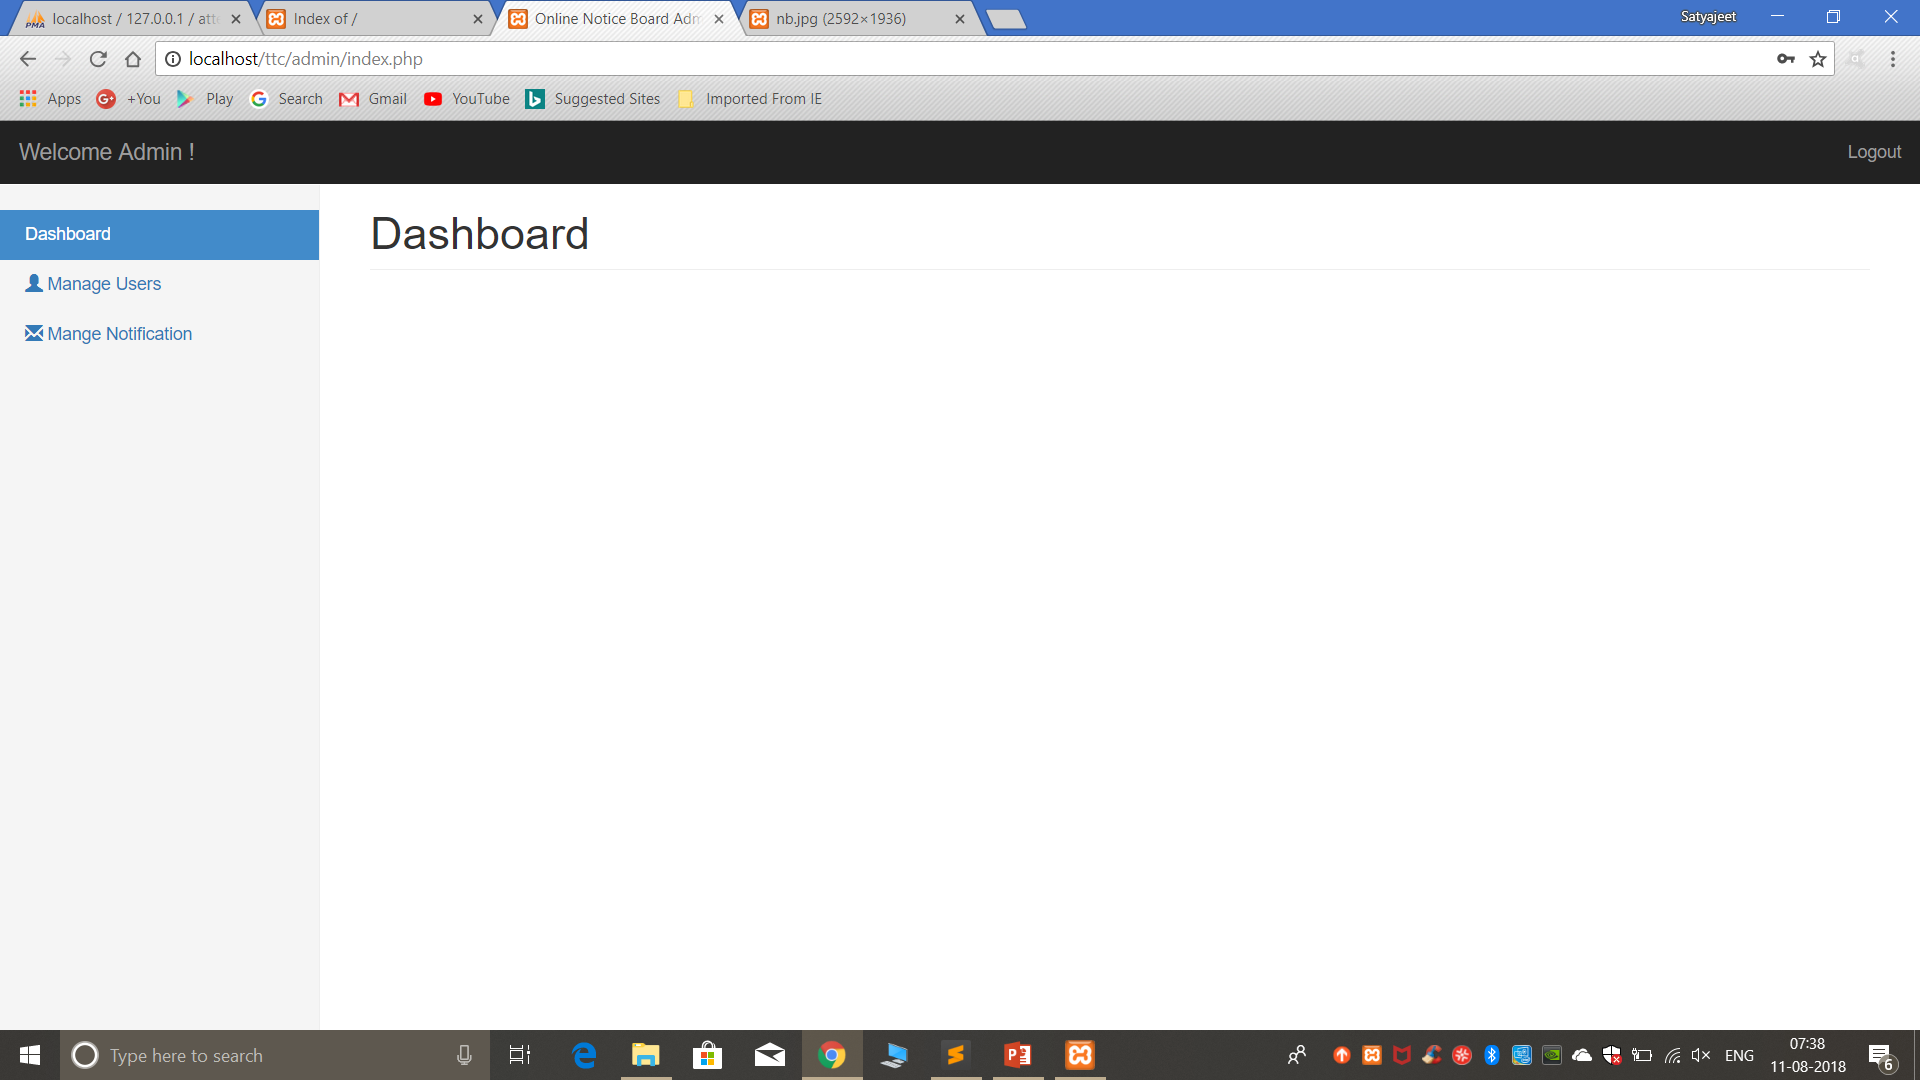 localhost / 127.0.0.1 / att
Index of /
Online Notice Board Adm
nb.jpg (2592×1936)
Satyajeet
localhost/ttc/admin/index.php
Apps
+You
Play
Search
Gmail
YouTube
Suggested Sites
Imported From IE
Welcome Admin !
Logout
Dashboard
Dashboard
Manage Users
Mange Notification
Type here to search
ENG
07:38
11-08-2018
6